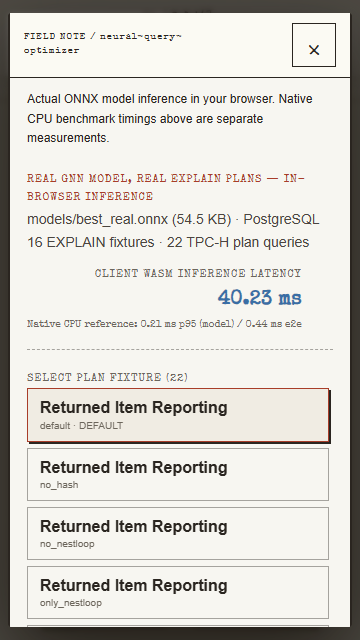 FIELD NOTE / neural-query-
optimizer
×
Actual ONNX model inference in your browser. Native
CPU benchmark timings above are separate
measurements.
REAL GNN MODEL, REAL EXPLAIN PLANS — IN-
BROWSER INFERENCE
models/best_real.onnx (54.5 KB) · PostgreSQL
16 EXPLAIN fixtures · 22 TPC-H plan queries
CLIENT WASM INFERENCE LATENCY
40.23 ms
Native CPU reference: 0.21 ms p95 (model) / 0.44 ms e2e
SELECT PLAN FIXTURE (22)
Returned Item Reporting
default · DEFAULT
Returned Item Reporting
no_hash
Returned Item Reporting
no_nestloop
Returned Item Reporting
only_nestloop